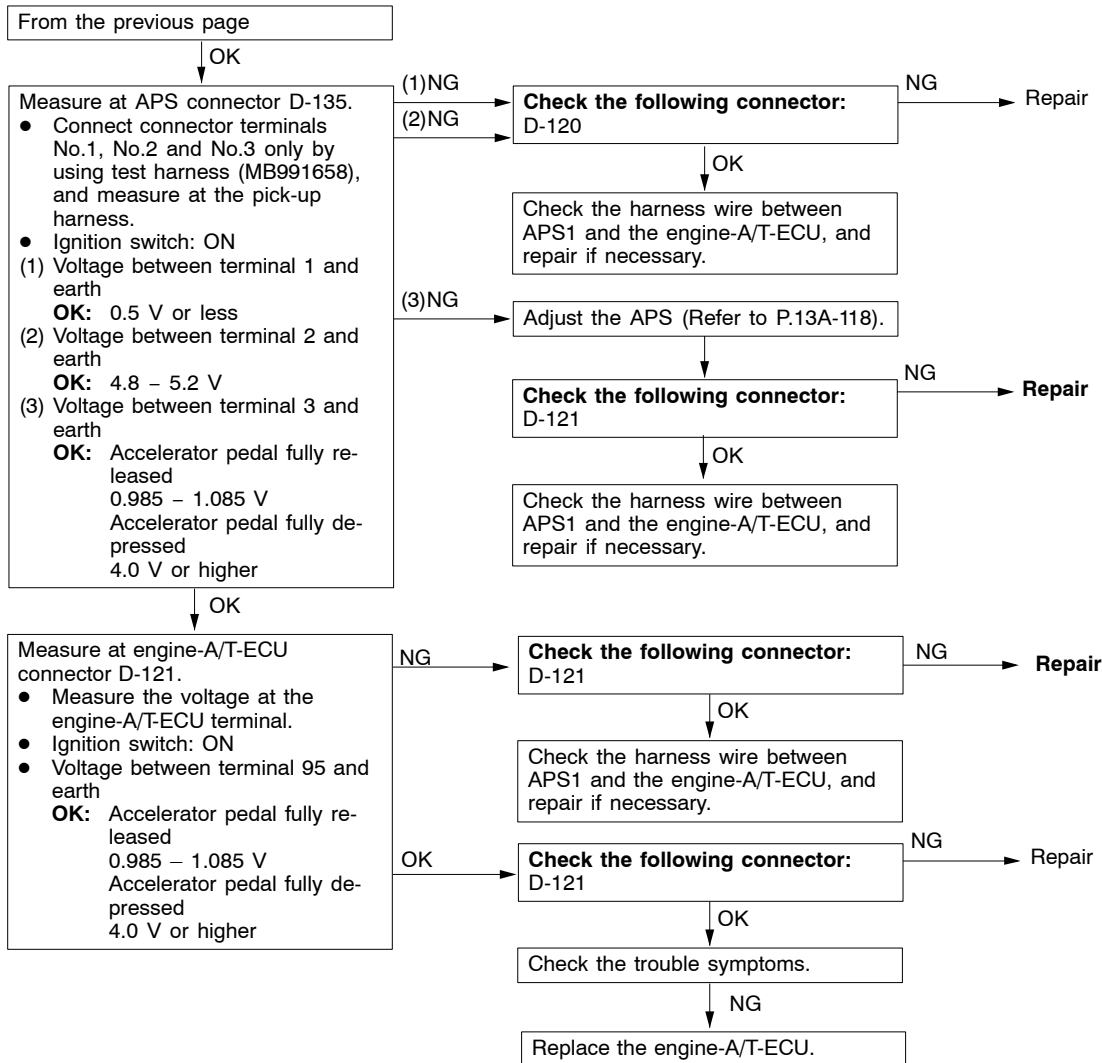 From the previous page
OK
Measure at APS connector D-135.
● Connect connector terminals
No.1, No.2 and No.3 only by
using test harness (MB991658),
and measure at the pick-up
harness.
● Ignition switch: ON
(1) Voltage between terminal 1 and
earth
OK: 0.5 V or less
(2) Voltage between terminal 2 and
earth
OK: 4.8 – 5.2 V
(3) Voltage between terminal 3 and
earth
OK: Accelerator pedal fully re-
leased
0.985 – 1.085 V
Accelerator pedal fully de-
pressed
4.0 V or higher
(1)NG
(2)NG
Check the following connector:
D-120
NG
Repair
OK
Check the harness wire between
APS1 and the engine-A/T-ECU, and
repair if necessary.
(3)NG
Adjust the APS (Refer to P.13A-118).
Check the following connector:
D-121
NG
Repair
OK
Check the harness wire between
APS1 and the engine-A/T-ECU, and
repair if necessary.
OK
Measure at engine-A/T-ECU
connector D-121.
● Measure the voltage at the
engine-A/T-ECU terminal.
● Ignition switch: ON
● Voltage between terminal 95 and
earth
OK: Accelerator pedal fully re-
leased
0.985 – 1.085 V
Accelerator pedal fully de-
pressed
4.0 V or higher
NG
Check the following connector:
D-121
NG
Repair
OK
Check the harness wire between
APS1 and the engine-A/T-ECU, and
repair if necessary.
OK
Check the following connector:
D-121
NG
Repair
OK
Check the trouble symptoms.
NG
Replace the engine-A/T-ECU.